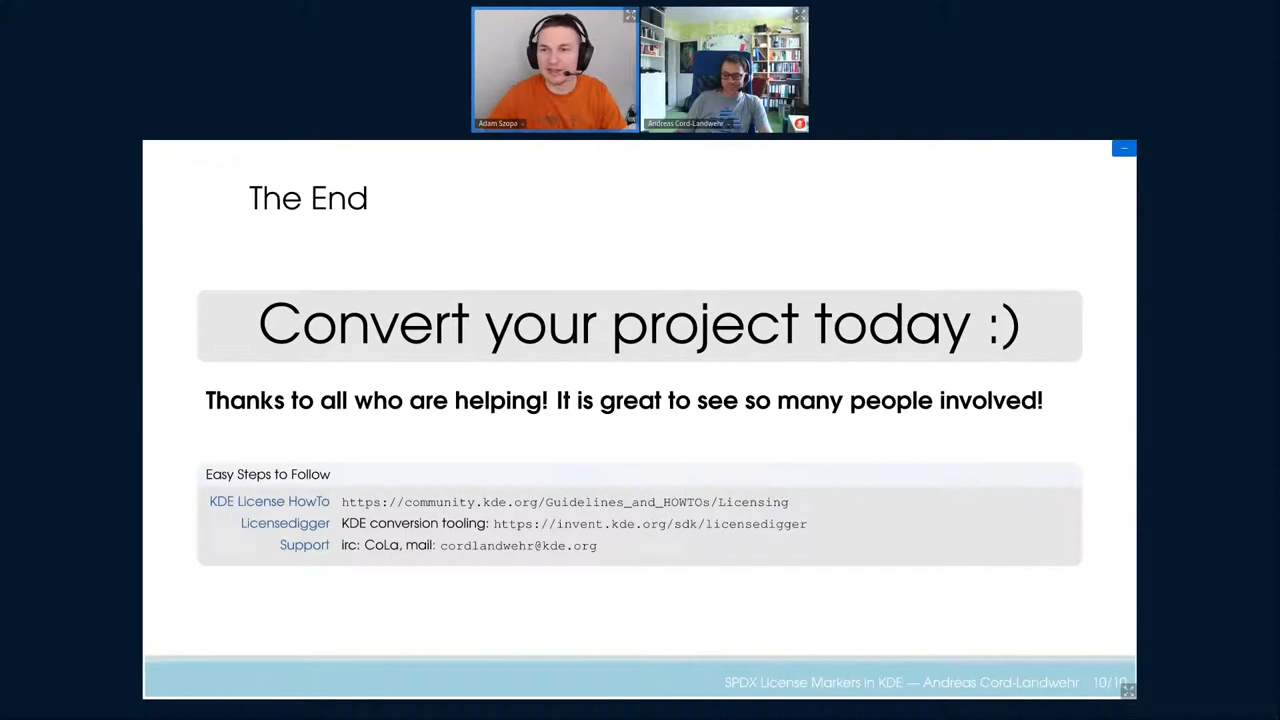 Adam Szopa
Andreas Cord-Landwehr
The End
Convert your project today :)
Thanks to all who are helping! It is great to see so many people involved!
Easy Steps to Follow
KDE License HowTo https://community.kde.org/Guidelines_and_HOWTOs/Licensing
Licensedigger KDE conversion tooling: https://invent.kde.org/sdk/licensedigger
Support irc: CoLa, mail: cordlandwehr@kde.org
SPDX License Markers in KDE — Andreas Cord-Landwehr 10/10